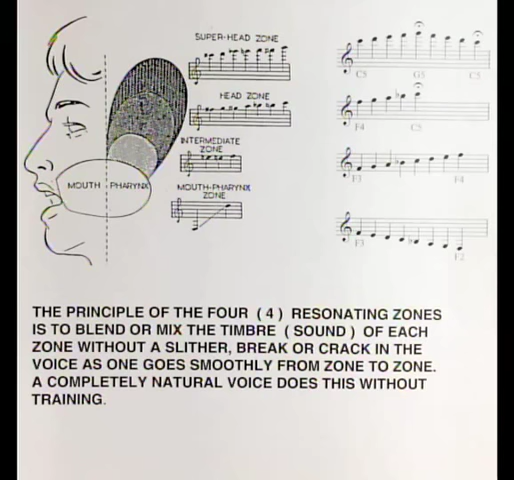 SUPER-HEAD ZONE
C5 G5 C5
HEAD ZONE
F4 C5
INTERMEDIATE
ZONE
F3 F4
MOUTH PHARYNX
MOUTH-PHARYNX
ZONE
F3 F2
THE PRINCIPLE OF THE FOUR ( 4 ) RESONATING ZONES
IS TO BLEND OR MIX THE TIMBRE ( SOUND ) OF EACH
ZONE WITHOUT A SLITHER, BREAK OR CRACK IN THE
VOICE AS ONE GOES SMOOTHLY FROM ZONE TO ZONE.
A COMPLETELY NATURAL VOICE DOES THIS WITHOUT
TRAINING.